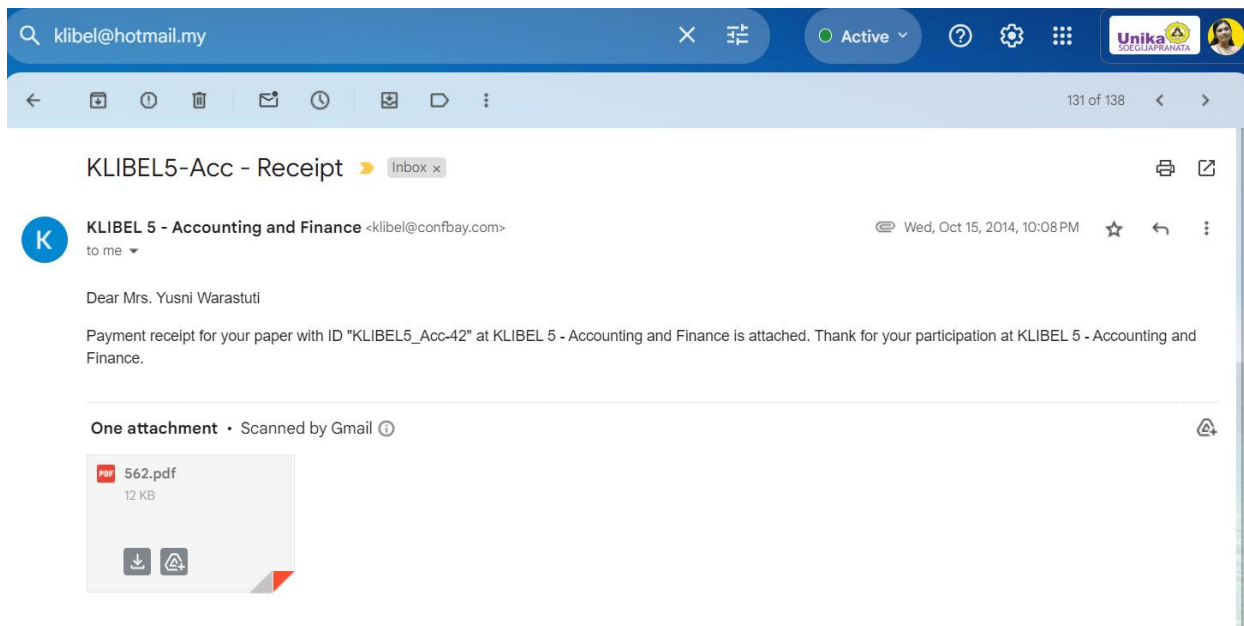 klibel@hotmail.my
Active
Unika
SOEGIJAPRANATA
131 of 138
KLIBEL5-Acc - Receipt
Inbox x
K
KLIBEL 5 - Accounting and Finance <klibel@confbay.com>
Wed, Oct 15, 2014, 10:08 PM
to me
Dear Mrs. Yusni Warastuti
Payment receipt for your paper with ID "KLIBEL5_Acc-42" at KLIBEL 5 - Accounting and Finance is attached. Thank for your participation at KLIBEL 5 - Accounting and
Finance.
One attachment • Scanned by Gmail
PDF 562.pdf
12 KB